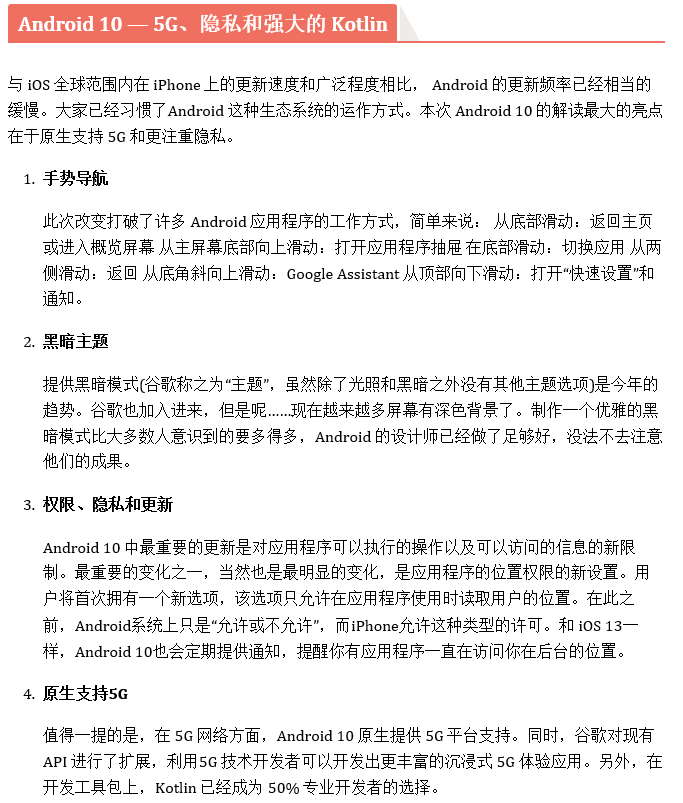 Android 10 — 5G、隐私和强大的 Kotlin
与 iOS 全球范围内在 iPhone 上的更新速度和广泛程度相比， Android 的更新频率已经相当的
缓慢。大家已经习惯了Android 这种生态系统的运作方式。本次 Android 10 的解读最大的亮点
在于原生支持 5G 和更注重隐私。
1. 手势导航
此次改变打破了许多 Android 应用程序的工作方式，简单来说： 从底部滑动：返回主页
或进入概览屏幕 从主屏幕底部向上滑动：打开应用程序抽屉 在底部滑动：切换应用 从两
侧滑动：返回 从底角斜向上滑动：Google Assistant 从顶部向下滑动：打开“快速设置”和
通知。
2. 黑暗主题
提供黑暗模式(谷歌称之为“主题”，虽然除了光照和黑暗之外没有其他主题选项)是今年的
趋势。谷歌也加入进来，但是呢……现在越来越多屏幕有深色背景了。制作一个优雅的黑
暗模式比大多数人意识到的要多得多，Android 的设计师已经做了足够好，没法不去注意
他们的成果。
3. 权限、隐私和更新
Android 10 中最重要的更新是对应用程序可以执行的操作以及可以访问的信息的新限
制。最重要的变化之一，当然也是最明显的变化，是应用程序的位置权限的新设置。用
户将首次拥有一个新选项，该选项只允许在应用程序使用时读取用户的位置。在此之
前，Android系统上只是“允许或不允许”，而iPhone允许这种类型的许可。和 iOS 13一
样，Android 10也会定期提供通知，提醒你有应用程序一直在访问你在后台的位置。
4. 原生支持5G
值得一提的是，在 5G 网络方面，Android 10 原生提供 5G 平台支持。同时，谷歌对现有
API 进行了扩展，利用5G 技术开发者可以开发出更丰富的沉浸式 5G 体验应用。另外，在
开发工具包上，Kotlin 已经成为 50% 专业开发者的选择。